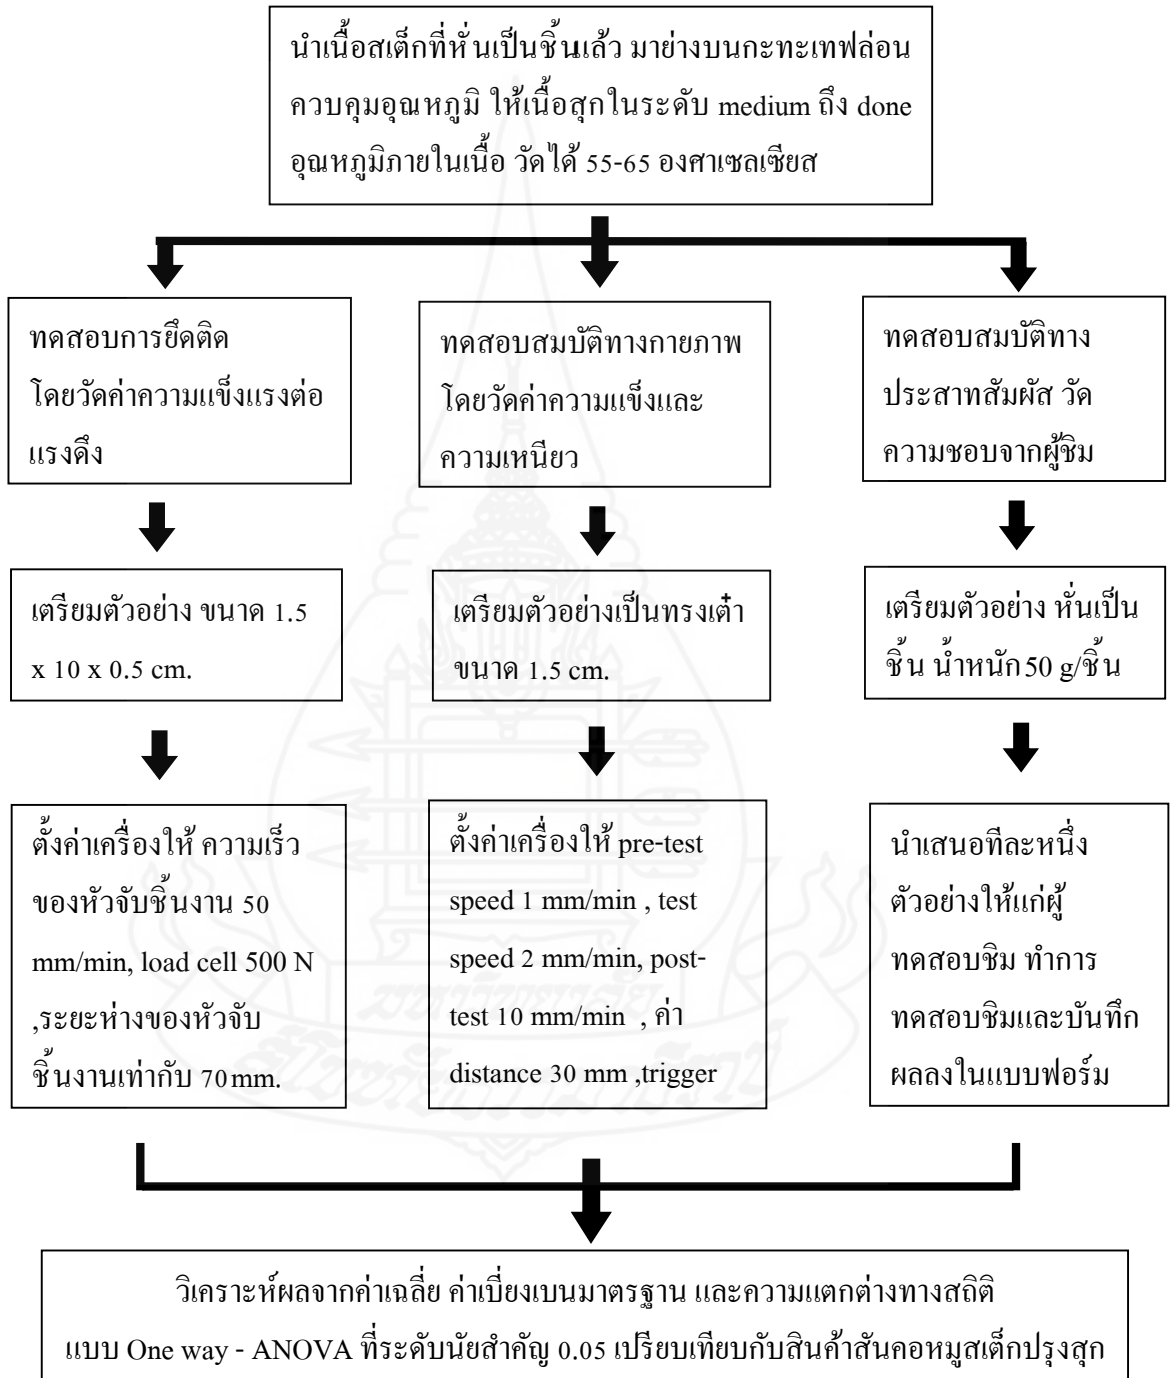 นำเนื้อสเต็กที่หั่นเป็นชิ้นแล้ว มาย่างบนกะทะเทฟล่อน
ควบคุมอุณหภูมิ ให้เนื้อสุกในระดับ medium ถึง done
อุณหภูมิภายในเนื้อ วัดได้ 55-65 องศาเซลเซียส
ทดสอบการยึดติด
โดยวัดค่าความแข็งแรงต่อ
แรงดึง
ทดสอบสมบัติทางกายภาพ
โดยวัดค่าความแข็งและ
ความเหนียว
ทดสอบสมบัติทาง
ประสาทสัมผัส วัด
ความชอบจากผู้ชิม
เตรียมตัวอย่าง ขนาด 1.5
x 10 x 0.5 cm.
เตรียมตัวอย่างเป็นทรงเต๋า
ขนาด 1.5 cm.
เตรียมตัวอย่าง หั่นเป็น
ชิ้น น้ำหนัก 50 g/ชิ้น
ตั้งค่าเครื่องให้ ความเร็ว
ของหัวจับชิ้นงาน 50
mm/min, load cell 500 N
,ระยะห่างของหัวจับ
ชิ้นงานเท่ากับ 70 mm.
ตั้งค่าเครื่องให้ pre-test
speed 1 mm/min , test
speed 2 mm/min, post-
test 10 mm/min , ค่า
distance 30 mm ,trigger
นำเสนอทีละหนึ่ง
ตัวอย่างให้แก่ผู้
ทดสอบชิม ทำการ
ทดสอบชิมและบันทึก
ผลลงในแบบฟอร์ม
วิเคราะห์ผลจากค่าเฉลี่ย ค่าเบี่ยงเบนมาตรฐาน และความแตกต่างทางสถิติ
แบบ One way - ANOVA ที่ระดับนัยสำคัญ 0.05 เปรียบเทียบกับสินค้าสันคอหมูสเต็กปรุงสุก